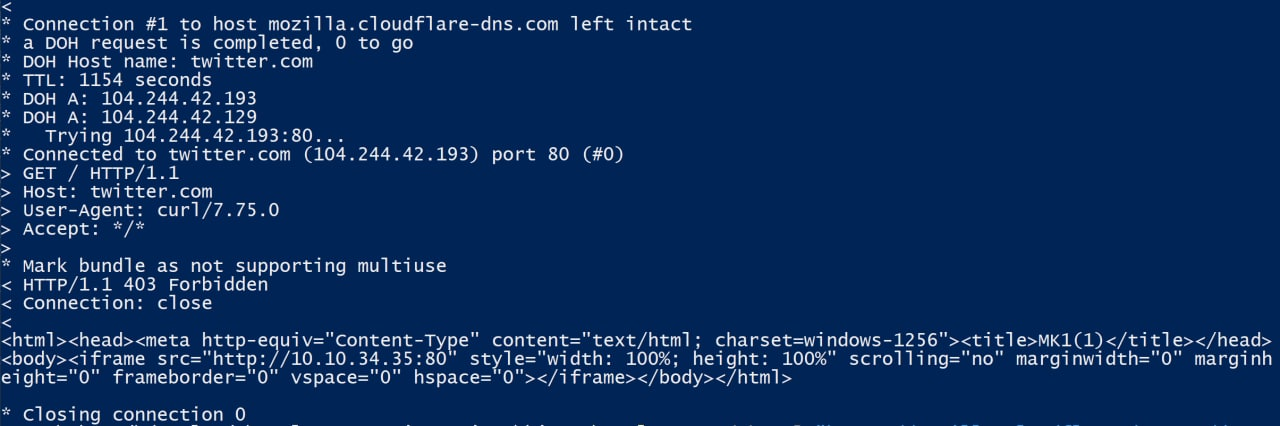 <
* Connection #1 to host mozilla.cloudflare-dns.com left intact
* a DOH request is completed, 0 to go
* DOH Host name: twitter.com
* TTL: 1154 seconds
* DOH A: 104.244.42.193
* DOH A: 104.244.42.129
*   Trying 104.244.42.193:80...
* Connected to twitter.com (104.244.42.193) port 80 (#0)
> GET / HTTP/1.1
> Host: twitter.com
> User-Agent: curl/7.75.0
> Accept: */*
>
* Mark bundle as not supporting multiuse
< HTTP/1.1 403 Forbidden
< Connection: close
<
<html><head><meta http-equiv="Content-Type" content="text/html; charset=windows-1256"><title>MK1(1)</title></head>
<body><iframe src="http://10.10.34.35:80" style="width: 100%; height: 100%" scrolling="no" marginwidth="0" marginh
eight="0" frameborder="0" vspace="0" hspace="0"></iframe></body></html>
* Closing connection 0